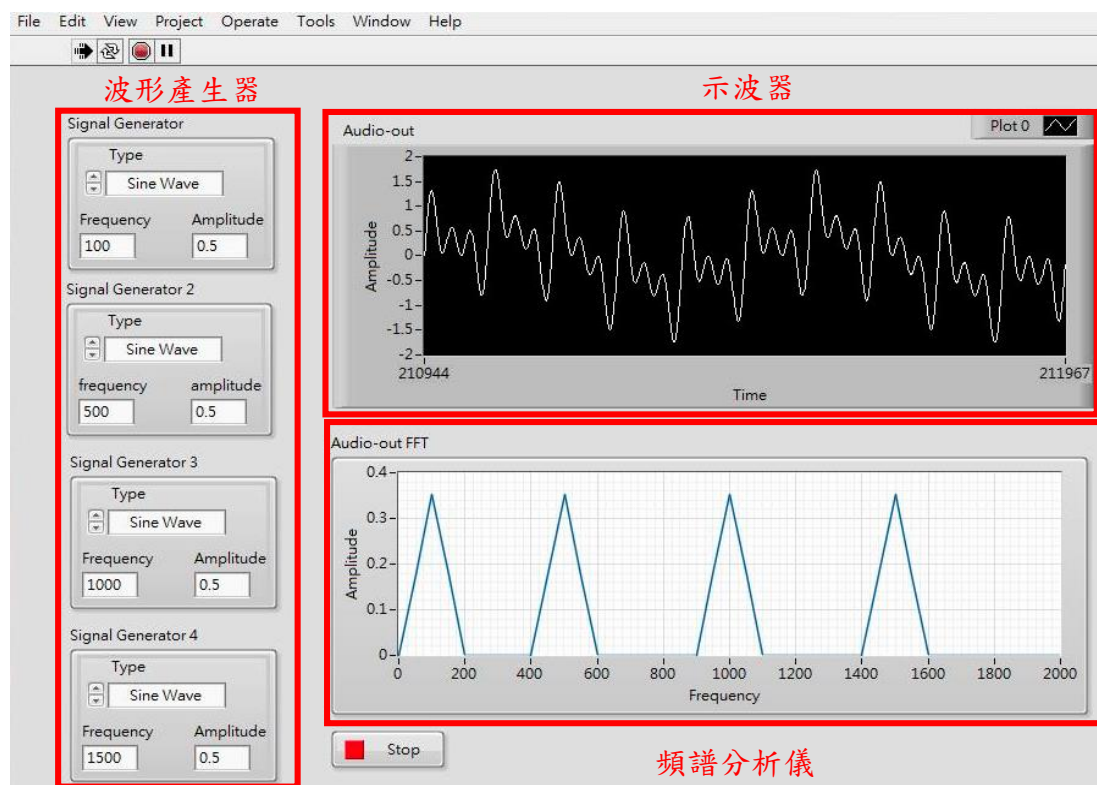 File Edit View Project Operate Tools Window Help
波形產生器
示波器
Signal Generator
Type
Sine Wave
Frequency Amplitude
100 0.5
Signal Generator 2
Type
Sine Wave
frequency amplitude
500 0.5
Signal Generator 3
Type
Sine Wave
Frequency Amplitude
1000 0.5
Signal Generator 4
Type
Sine Wave
Frequency Amplitude
1500 0.5
Audio-out
Plot 0
Amplitude
2
1.5
1
0.5
0
-0.5
-1
-1.5
-2
210944 211967
Time
Audio-out FFT
Amplitude
0.4
0.3
0.2
0.1
0
0 200 400 600 800 1000 1200 1400 1600 1800 2000
Frequency
Stop
頻譜分析儀